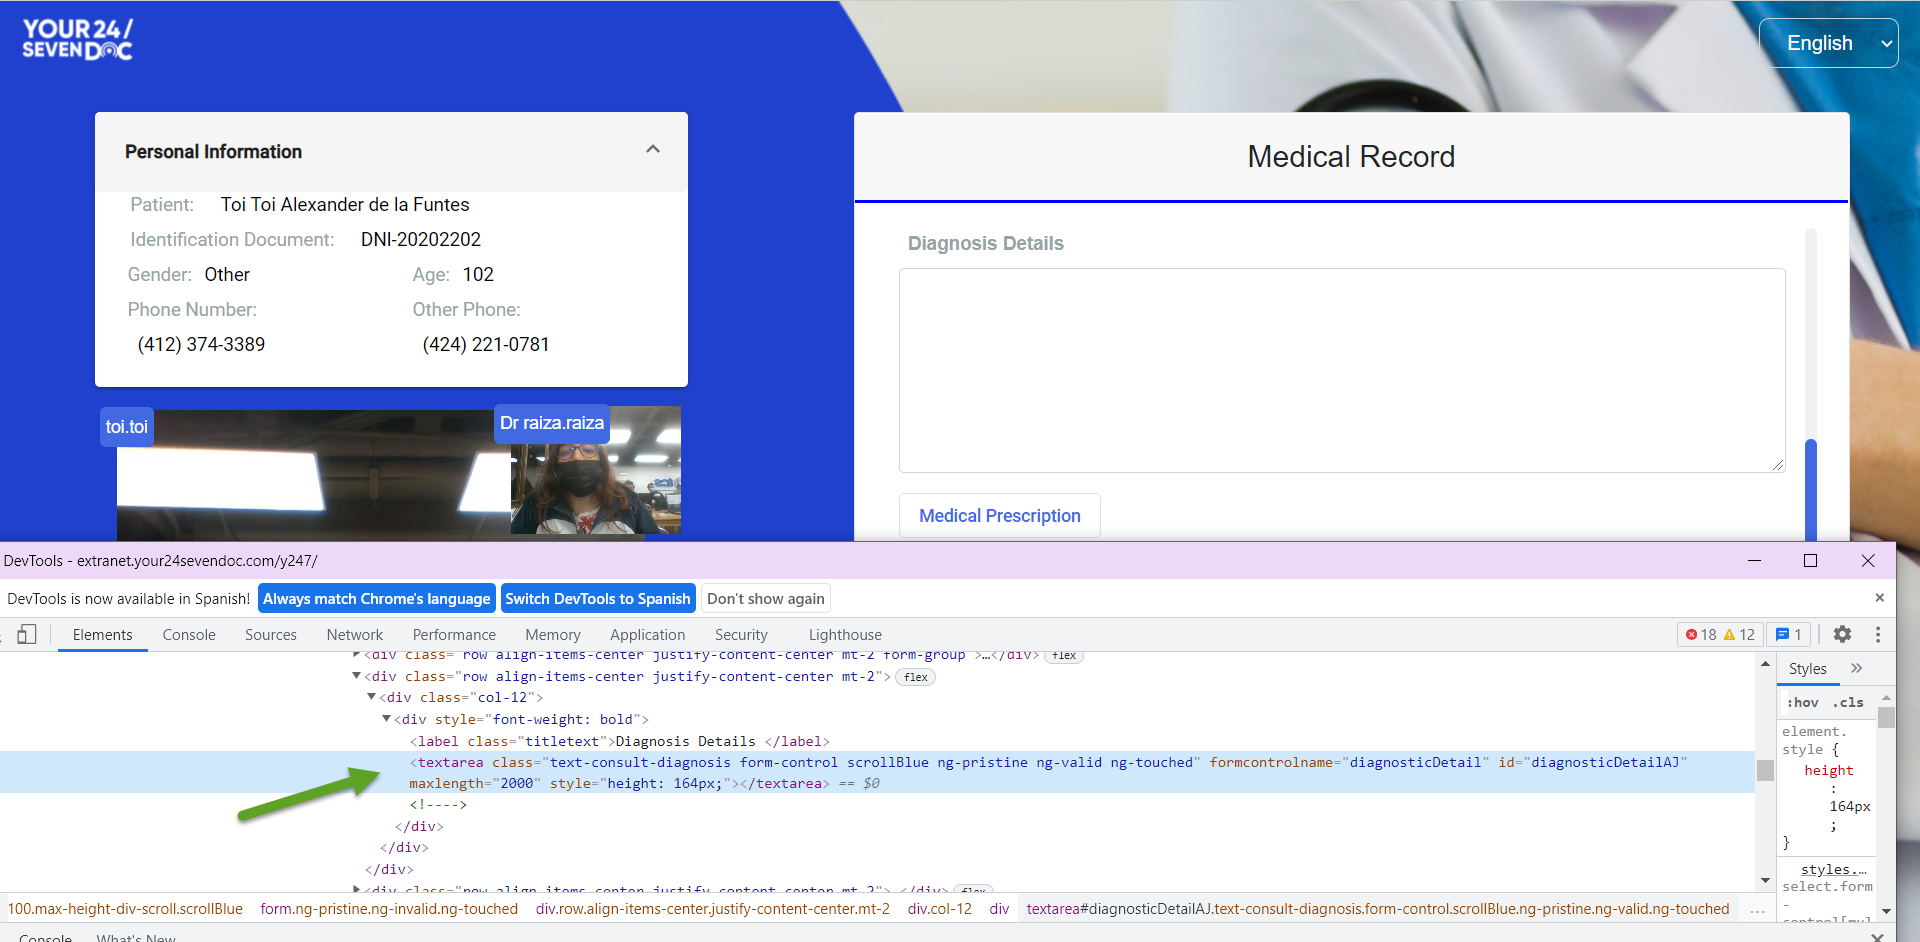 YOUR 24/
SEVEN DOC
English
Personal Information
Patient: Toi Toi Alexander de la Funtes
Identification Document: DNI-20202202
Gender: Other Age: 102
Phone Number: Other Phone:
(412) 374-3389 (424) 221-0781
toi.toi
Dr raiza.raiza
Medical Record
Diagnosis Details
Medical Prescription
DevTools - extranet.your24sevendoc.com/y247/
DevTools is now available in Spanish! Always match Chrome's language Switch DevTools to Spanish Don't show again
Elements Console Sources Network Performance Memory Application Security Lighthouse 18 12 1
<div class="row align-items-center justify-content-center mt-2 form-group">…</div> flex
<div class="row align-items-center justify-content-center mt-2"> flex
<div class="col-12">
<div style="font-weight: bold">
<label class="titletext">Diagnosis Details </label>
<textarea class="text-consult-diagnosis form-control scrollBlue ng-pristine ng-valid ng-touched" formcontrolname="diagnosticDetail" id="diagnosticDetailAJ"
maxlength="2000" style="height: 164px;"></textarea> == $0
<!---->
</div>
</div>
</div>
<div class="row align-items-center justify-content-center mt-2">…</div> flex
Styles
:hov .cls
element.
style {
height
:
164px
;
}
styles.…
select.form
-
control[mul
100.max-height-div-scroll.scrollBlue form.ng-pristine.ng-invalid.ng-touched div.row.align-items-center.justify-content-center.mt-2 div.col-12 div textarea#diagnosticDetailAJ.text-consult-diagnosis.form-control.scrollBlue.ng-pristine.ng-valid.ng-touched ...
Console What's New